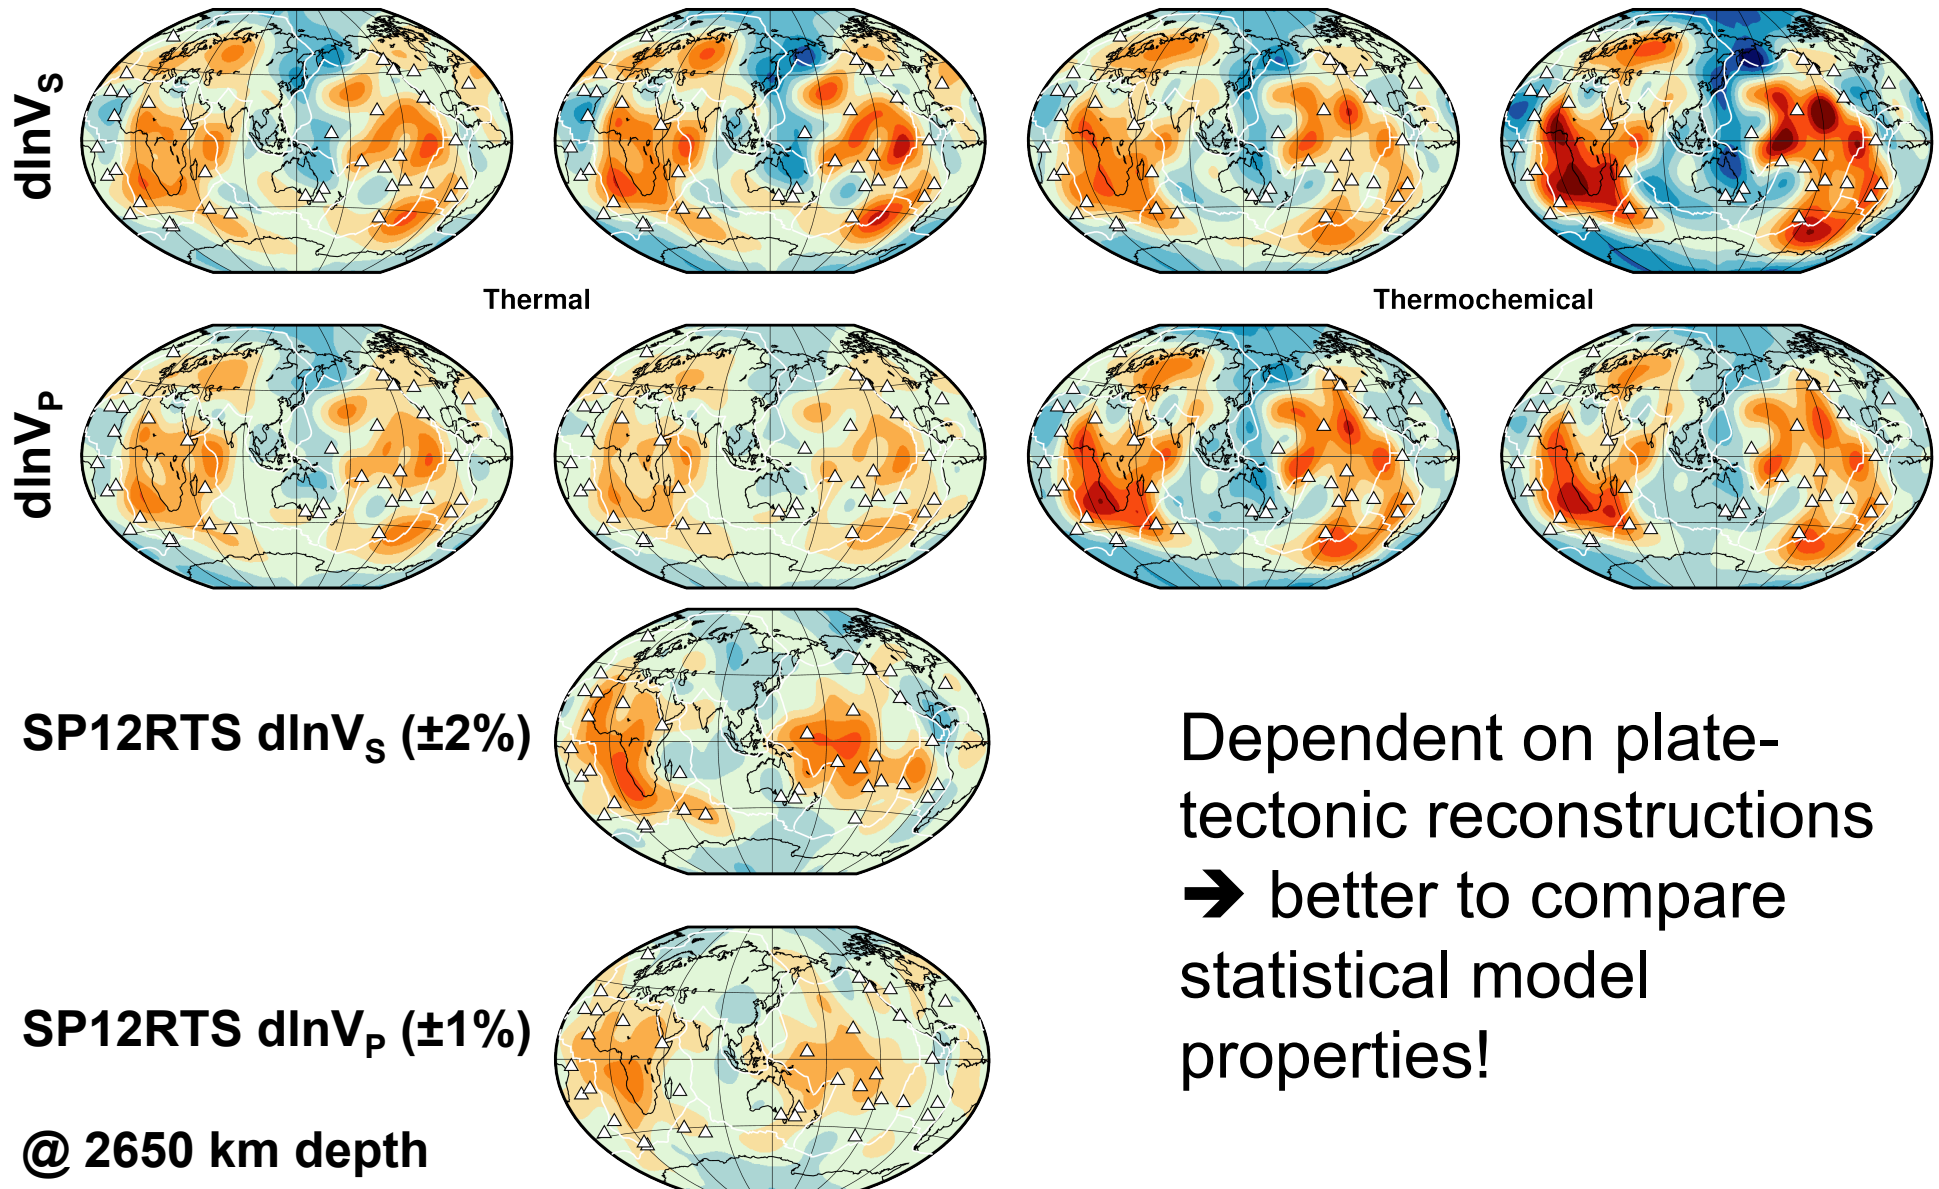 dlnVS
Thermal
Thermochemical
dlnVP
SP12RTS dlnVS (±2%)
SP12RTS dlnVP (±1%)
@ 2650 km depth
Dependent on plate-
tectonic reconstructions
➔ better to compare
statistical model
properties!